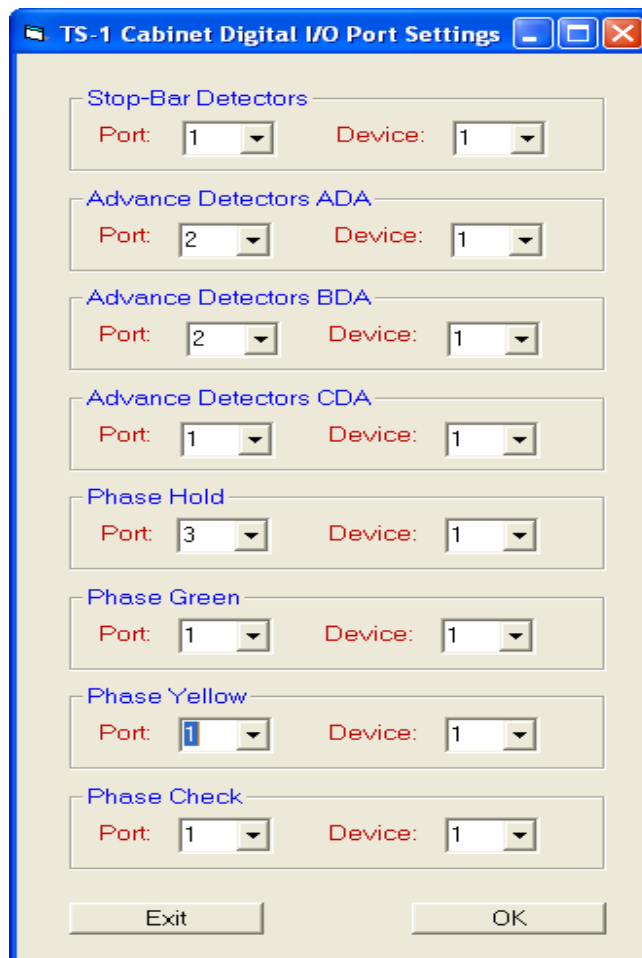 TS-1 Cabinet Digital I/O Port Settings
Stop-Bar Detectors
Port: 1 Device: 1
Advance Detectors ADA
Port: 2 Device: 1
Advance Detectors BDA
Port: 2 Device: 1
Advance Detectors CDA
Port: 1 Device: 1
Phase Hold
Port: 3 Device: 1
Phase Green
Port: 1 Device: 1
Phase Yellow
Port: 1 Device: 1
Phase Check
Port: 1 Device: 1
Exit OK